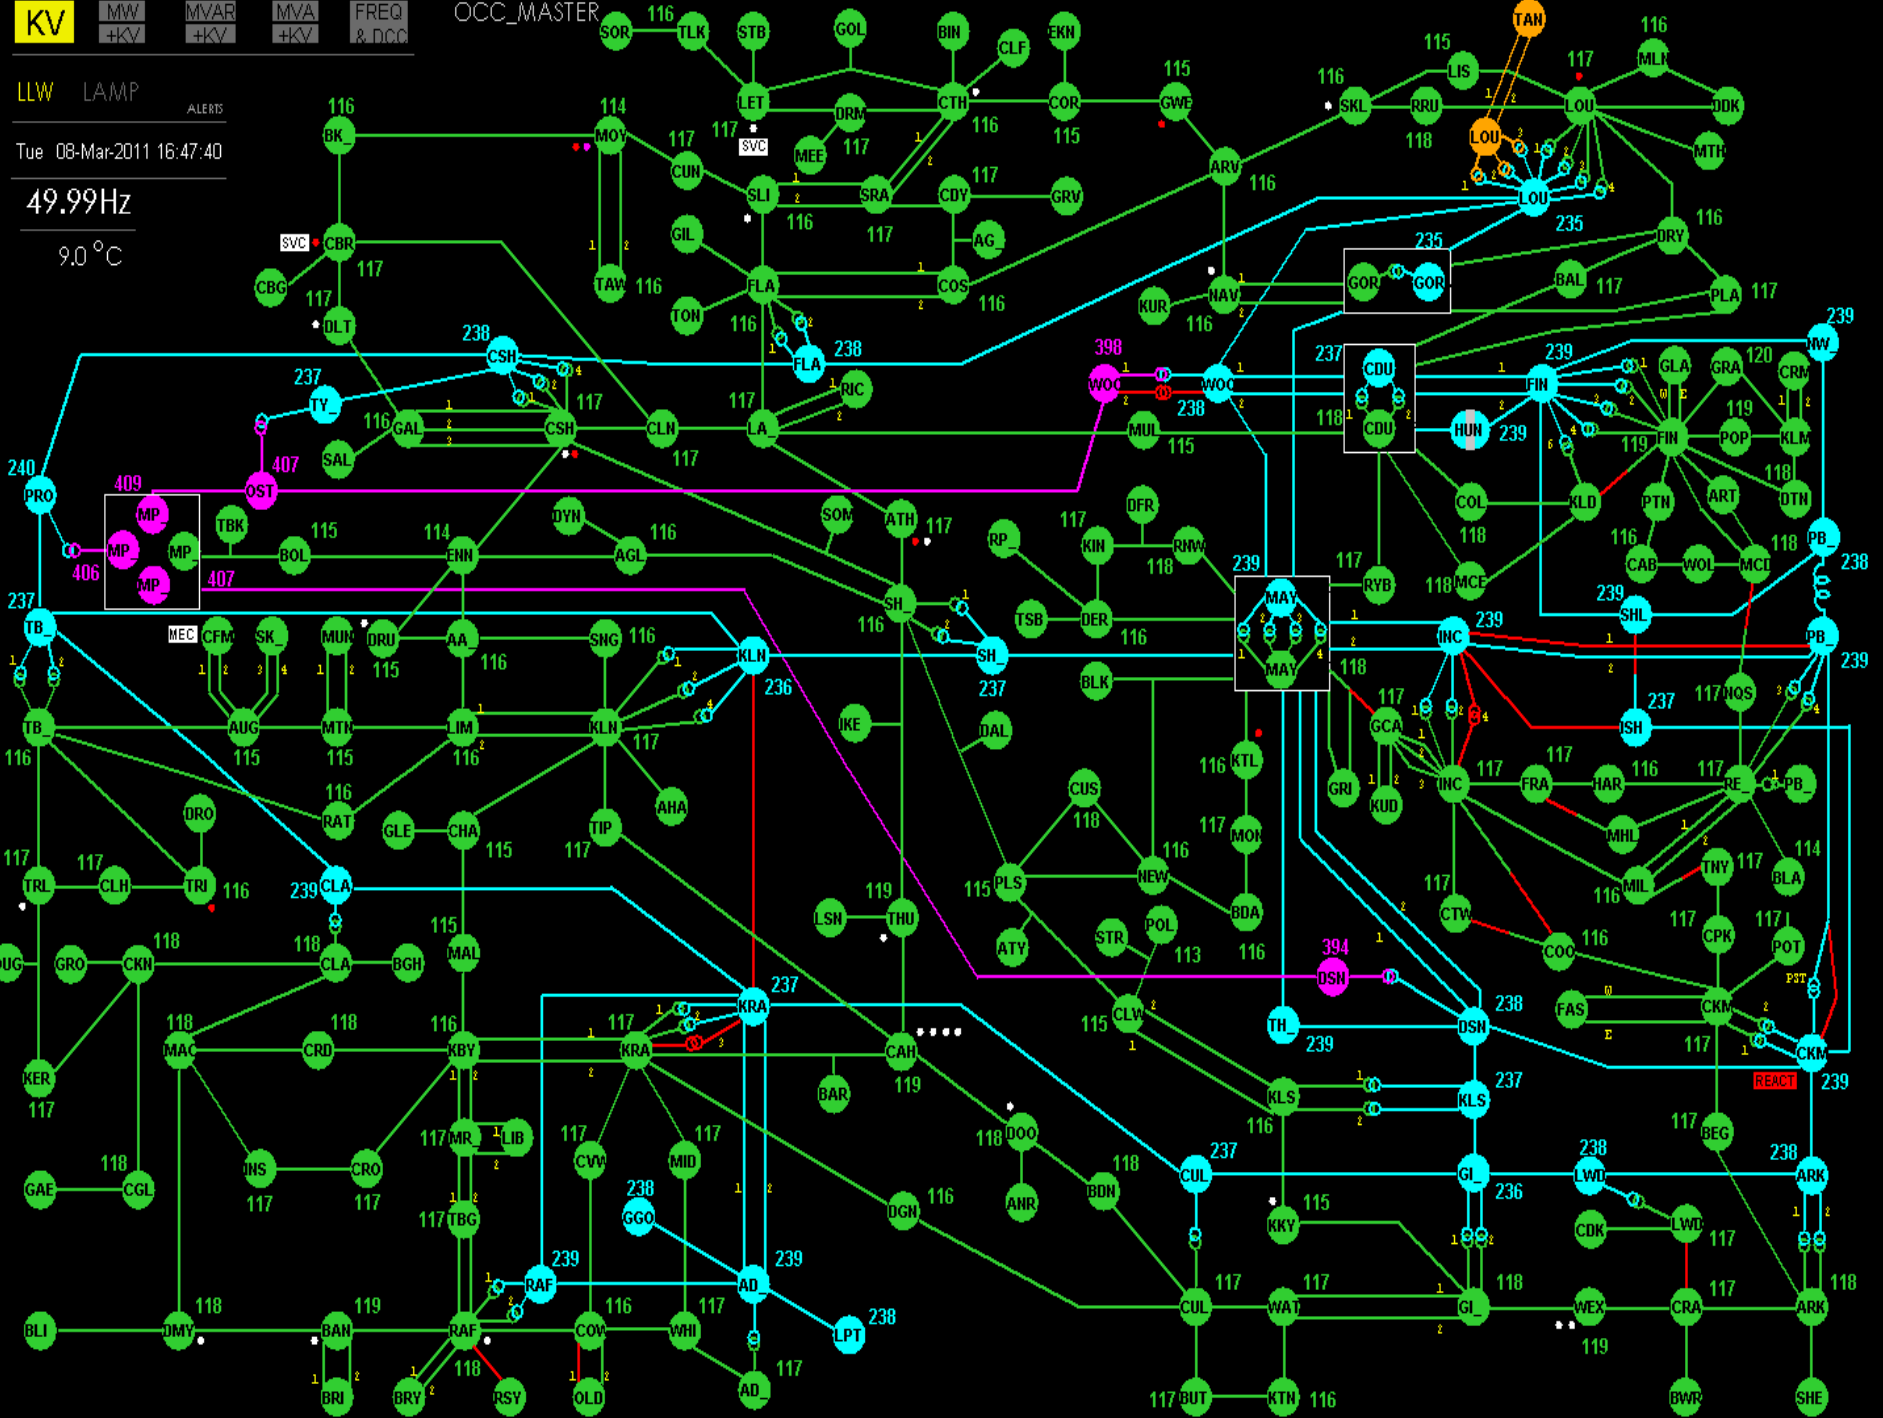 KV
MW
+KV
MVAR
+KV
MVA
+KV
FREQ
& DCC
OCC_MASTER
LLW LAMP
ALERTS
Tue 08-Mar-2011 16:47:40
49.99Hz
9.0 °C
SOR 116 TLK STB GOL BIN CLF EKN TAN
LET DRM CTH COR GWE SKL RRU LIS LOU MLN DDK
117 SVC MEE 117 116 115 115 116 118 115 117 116
BK_ 116 MOY 114 CUN 117 SLI 116 SRA 117 CDY 117 GRV ARV 116 LOU LOU 235 MTH
SVC CBR 117 CBG GIL AG_ GOR GOR 235 DRY 116
DLT 117 TAW 116 TON FLA 116 COS 116 KUR NAV 116 BAL 117 PLA 117
CSH 238 FLA 238 WOO 398 WOO 238 CDU 237 FIN 239 NW_ 239
TY_ 237 RIC GLA GRA 120 CRM
GAL 116 CSH 117 CLN 117 LA_ 117 MUL 115 CDU 118 HUN 239 FIN 119 POP 119 KLM
SAL OST 407 COL 118 KLD PTN ART DTN 118
PRO 240 MP_ 409 TBK DYN SOM ATH 117 DFR
MP_ 406 MP_ BOL 115 ENN 114 AGL 116 RP_ KIN 117 RNW 118 PB_ 238
MP_ 407 RYB 117 MCE 118 CAB 116 WOL MCD 118
TB_ 237 MEC CFM SK_ MUN DRU 115 AA_ 116 SNG 116 SH_ 116 TSB DER 116 MAY 239 SHL 239
KLN 236 SH_ 237 MAY 118 INC 239 PB_ 239
BLK NOS 117
TB_ 116 AUG 115 MTN 115 LIM 116 KLN 117 IKE DAL GCA 117 ISH 237
RAT 116 AHA CUS 118 KTL 116 GRI KUD INC 117 FRA 117 HAR 116 RE_ 117 PB_
DRO GLE CHA 115 TIP 117 MON 117 MHL
TRL 117 CLH 117 TRI 116 CLA 239 PLS 115 NEW 116 MIL 116 TNY 117 BLA 114
LSN THU 119 BDA 116 CTW 117
GRO CKN 118 CLA 118 BGH MAL 115 ATY STR POL 113 COO 116 CPK 117 POT 117
DSN 394 PST
KRA 237 CLW 115 TH_ 239 DSN 238 FAS CKM 117 CKM 239
MAC 118 CRD 118 KBY 116 KRA 117 CAH 119 REACT
KER 117 BAR KLS 116 KLS 237
MR_ 117 LIB DOO 118 BEG 117
INS 117 CRO 117 CVW 117 MID 117 CUL 237 GI_ 236 LWD 238 ARK 238
GAE CGL 118 ANR BDN 118
TBG 117 GGO 238 DGN 116 KKY 115 CDK LWD 117
RAF 239 AD_ 239 CUL 117 WAT 117 GI_ 118 WEX 119 CRA 117 ARK 118
BLI DMY 118 BAN 119 RAF 118 COW 116 WHI 117 LPT 238
BRI BRY RSY OLD AD_ 117 BUT 117 KTN 116 BWR SHE